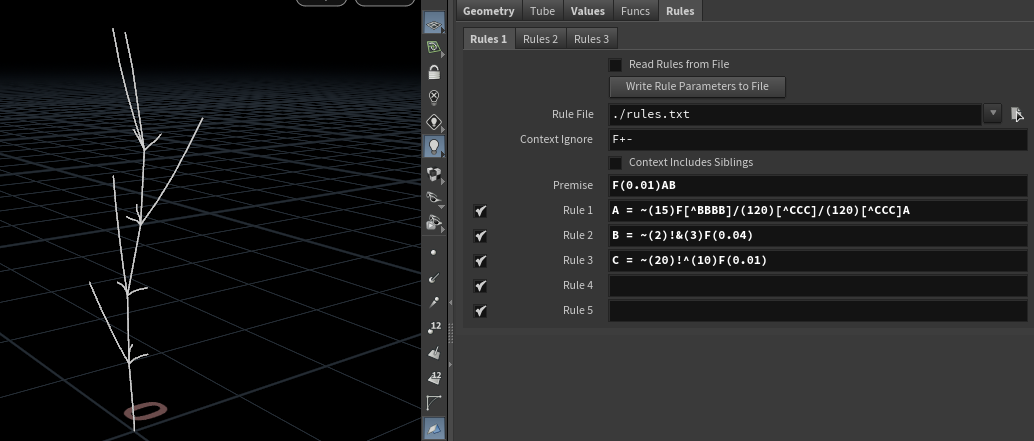 Geometry Tube Values Funcs Rules
Rules 1 Rules 2 Rules 3
Read Rules from File
Write Rule Parameters to File
Rule File ./rules.txt
Context Ignore F+-
Context Includes Siblings
Premise F(0.01)AB
Rule 1 A = ~(15)F[^BBBB]/(120)[^CCC]/(120)[^CCC]A
Rule 2 B = ~(2)!&(3)F(0.04)
Rule 3 C = ~(20)!^(10)F(0.01)
Rule 4
Rule 5
12
12